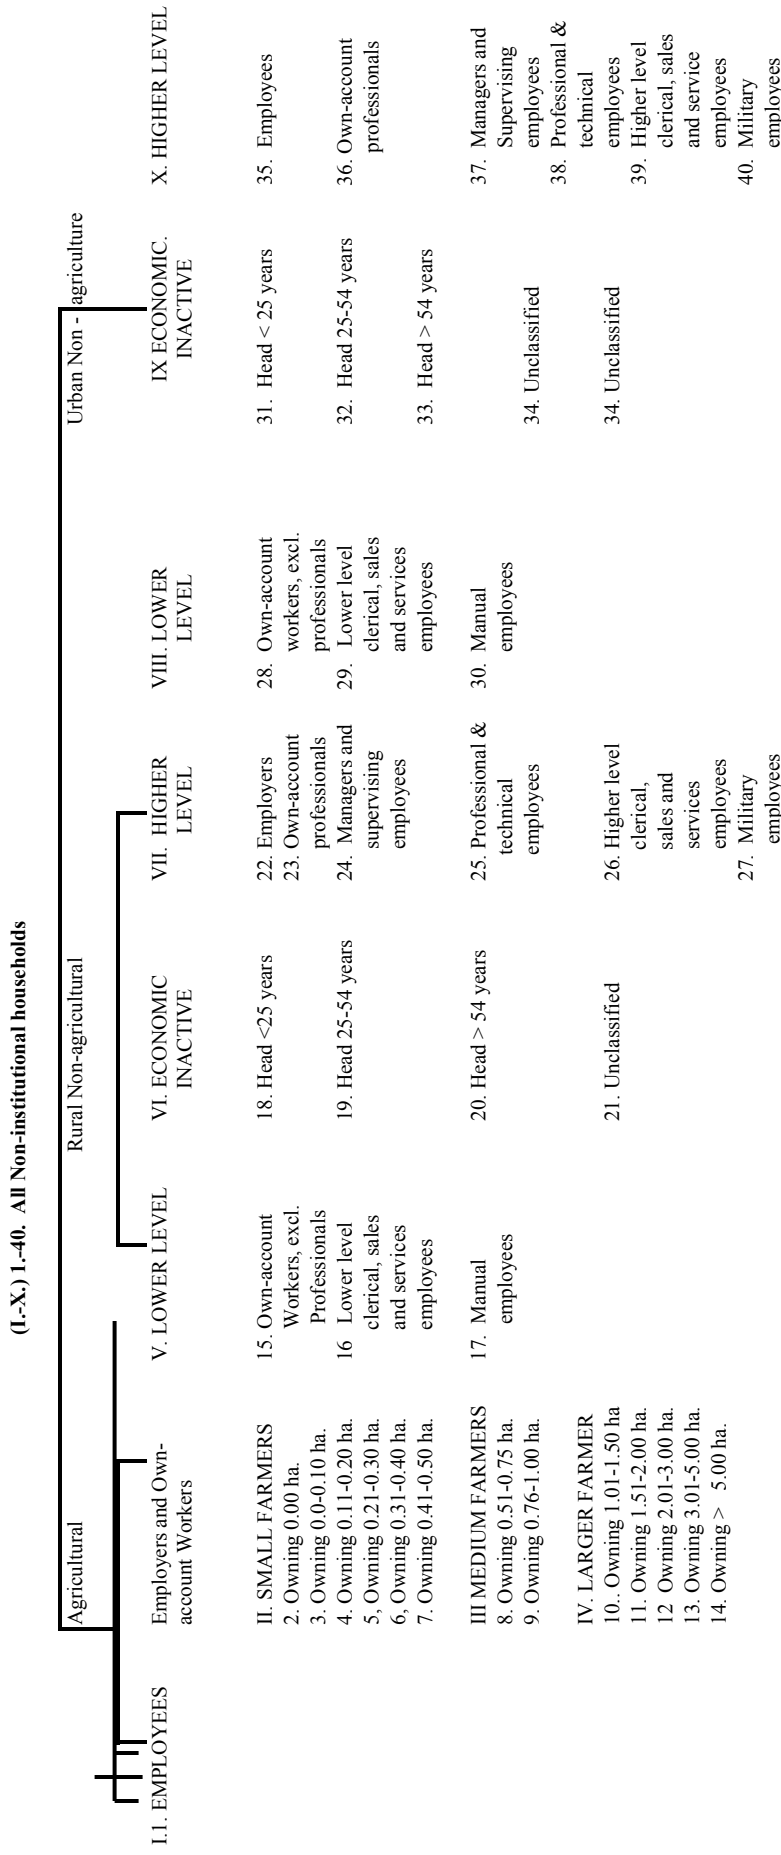 (I.-X.) 1.-40.  All Non-institutional households
Agricultural
Rural Non-agricultural
Urban Non - agriculture
I.1. EMPLOYEES
Employers and Own-
account Workers
V. LOWER LEVEL
VI. ECONOMIC
INACTIVE
VII.  HIGHER
LEVEL
VIII. LOWER
LEVEL
IX ECONOMIC.
INACTIVE
X. HIGHER LEVEL
II. SMALL FARMERS
2. Owning 0.00 ha.
3. Owning 0.0-0.10 ha.
4. Owning 0.11-0.20 ha.
5, Owning 0.21-0.30 ha.
6, Owning 0.31-0.40 ha.
7. Owning 0.41-0.50 ha.
III MEDIUM FARMERS
8. Owning 0.51-0.75 ha.
9. Owning 0.76-1.00 ha.
IV. LARGER FARMER
10.. Owning 1.01-1.50 ha
11. Owning 1.51-2.00 ha.
12  Owning 2.01-3.00 ha.
13. Owning 3.01-5.00 ha.
14. Owning >   5.00 ha.
15. Own-account
Workers, excl.
Professionals
16  Lower level
clerical, sales
and services
employees
17.  Manual
employees
18. Head <25 years
19. Head 25-54 years
20. Head > 54 years
21. Unclassified
22. Employers
23. Own-account
professionals
24.  Managers and
supervising
employees
25. Professional &
technical
employees
26. Higher level
clerical,
sales and
services
employees
27.  Military
employees
28.  Own-account
workers, excl.
professionals
29.  Lower level
clerical, sales
and services
employees
30.  Manual
employees
31.  Head < 25 years
32.  Head 25-54 years
33.  Head > 54 years
34. Unclassified
34. Unclassified
35.  Employees
36. Own-account
professionals
37.  Managers and
Supervising
employees
38.  Professional &
technical
employees
39.  Higher level
clerical, sales
and service
employees
40.  Military
employees